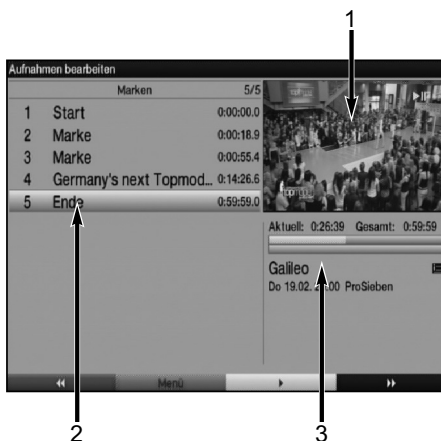 1
Aufnahmen bearbeiten
Marken 5/5
1 Start 0:00:00.0
2 Marke 0:00:18.9
3 Marke 0:00:55.4
4 Germany's next Topmod... 0:14:26.6
5 Ende 0:59:59.0
Aktuell: 0:26:39 Gesamt: 0:59:59
Galileo
Do 19.02. ProSieben
Menü
2 3